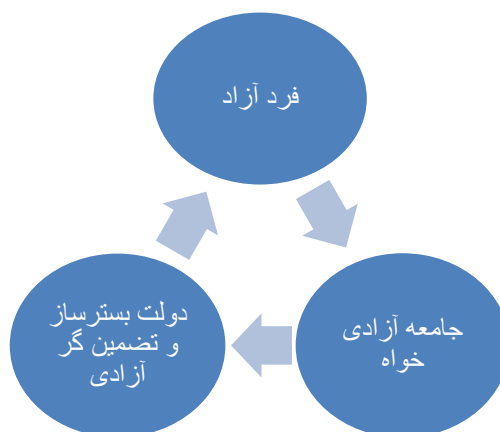 فرد آزاد
جامعه آزادی
خواه
دولت بسترساز
و تضمین گر
آزادی